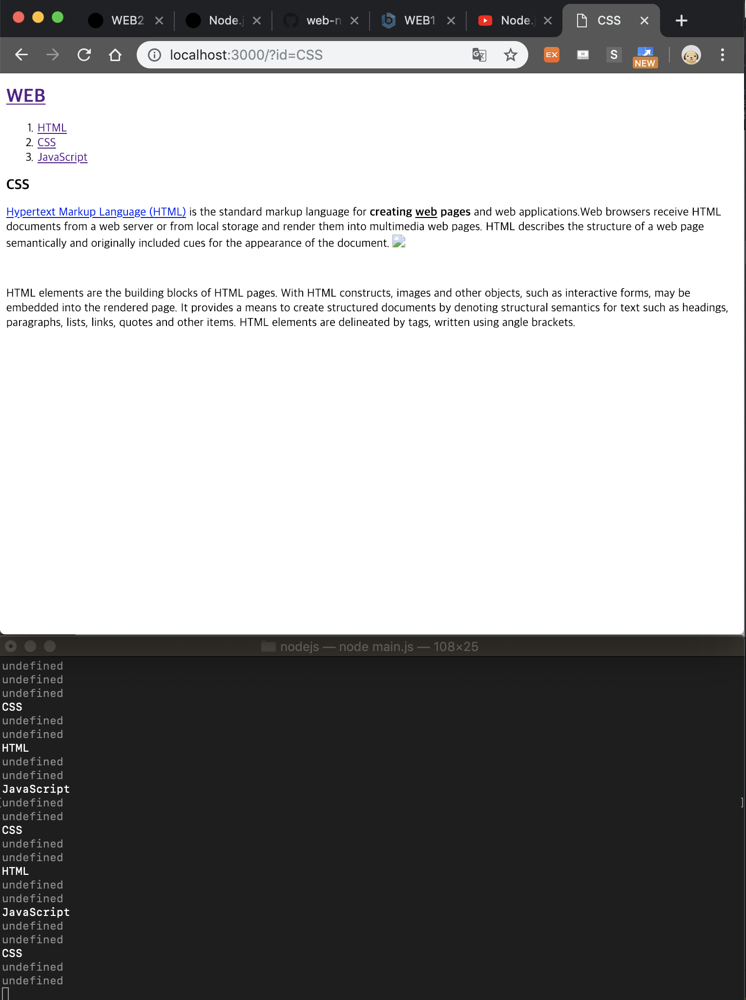 WEB2
Node.j
web-n
WEB1
Node.j
CSS
localhost:3000/?id=CSS
EX
N
S
NEW
WEB
1. HTML
2. CSS
3. JavaScript
CSS
Hypertext Markup Language (HTML) is the standard markup language for creating web pages and web applications.Web browsers receive HTML
documents from a web server or from local storage and render them into multimedia web pages. HTML describes the structure of a web page
semantically and originally included cues for the appearance of the document.
HTML elements are the building blocks of HTML pages. With HTML constructs, images and other objects, such as interactive forms, may be
embedded into the rendered page. It provides a means to create structured documents by denoting structural semantics for text such as headings,
paragraphs, lists, links, quotes and other items. HTML elements are delineated by tags, written using angle brackets.
nodejs — node main.js — 108×25
undefined
undefined
undefined
CSS
undefined
undefined
HTML
undefined
undefined
JavaScript
[undefined ]
undefined
CSS
undefined
undefined
HTML
undefined
undefined
JavaScript
undefined
undefined
CSS
undefined
undefined